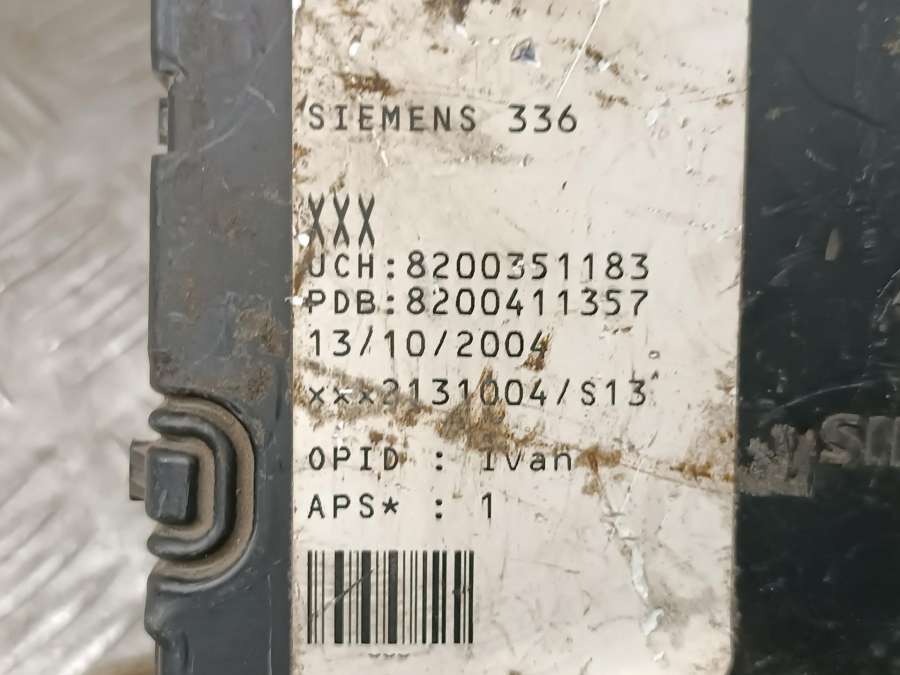 SIEMENS 336
XXX
UCH:8200351183
PDB:8200411357
13/10/2004
xxx2131004/S13
OPID : Ivan
APS* : 1